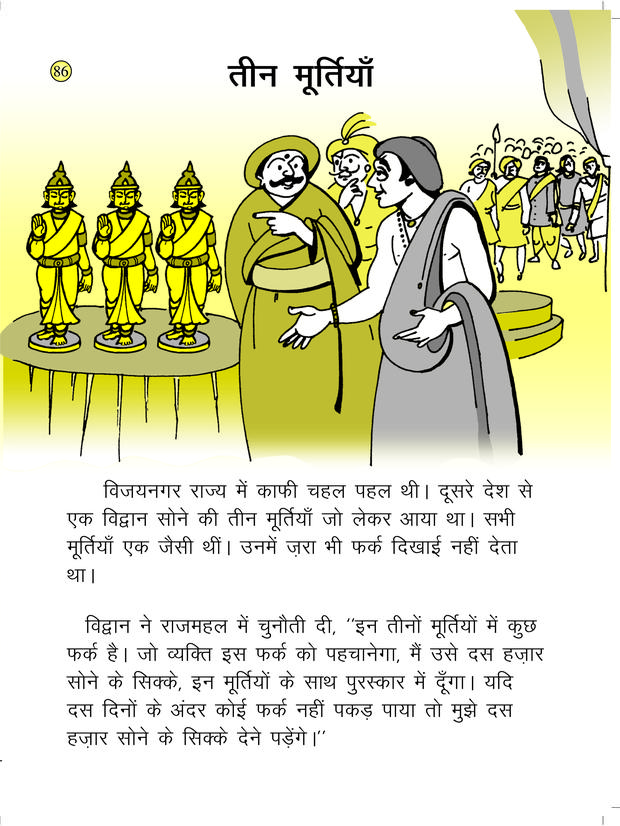 86
तीन मूर्तियाँ
विजयनगर राज्य में काफी चहल पहल थी। दूसरे देश से
एक विद्वान सोने की तीन मूर्तियाँ जो लेकर आया था। सभी
मूर्तियाँ एक जैसी थीं। उनमें ज़रा भी फर्क दिखाई नहीं देता
था।
विद्वान ने राजमहल में चुनौती दी, ‘‘इन तीनों मूर्तियों में कुछ
फर्क है। जो व्यक्ति इस फर्क को पहचानेगा, मैं उसे दस हज़ार
सोने के सिक्के, इन मूर्तियों के साथ पुरस्कार में दूँगा। यदि
दस दिनों के अंदर कोई फर्क नहीं पकड़ पाया तो मुझे दस
हज़ार सोने के सिक्के देने पड़ेंगे।’’